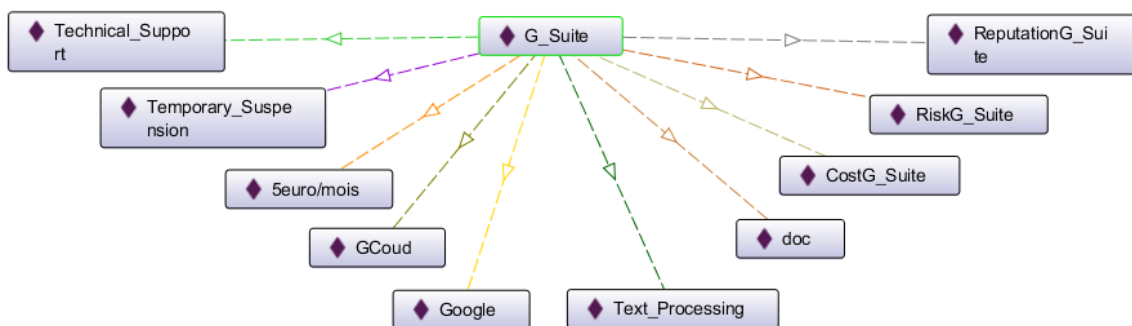 Technical_Suppo
rt
G_Suite
ReputationG_Sui
te
Temporary_Suspe
nsion
RiskG_Suite
5euro/mois
CostG_Suite
GCoud
doc
Google
Text_Processing